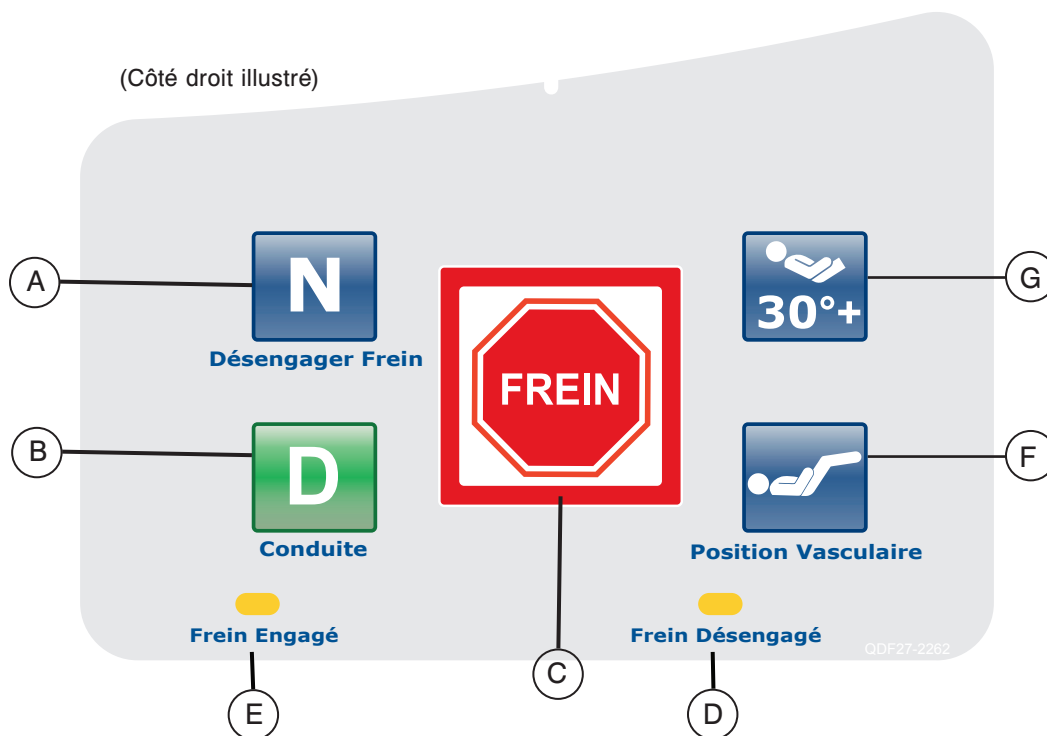 (Côté droit illustré)
A
N
Désengager Frein
G
30°+
FREIN
B
D
Conduite
F
Position Vasculaire
Frein Engagé
Frein Désengagé
QDF27-2262
C
E
D